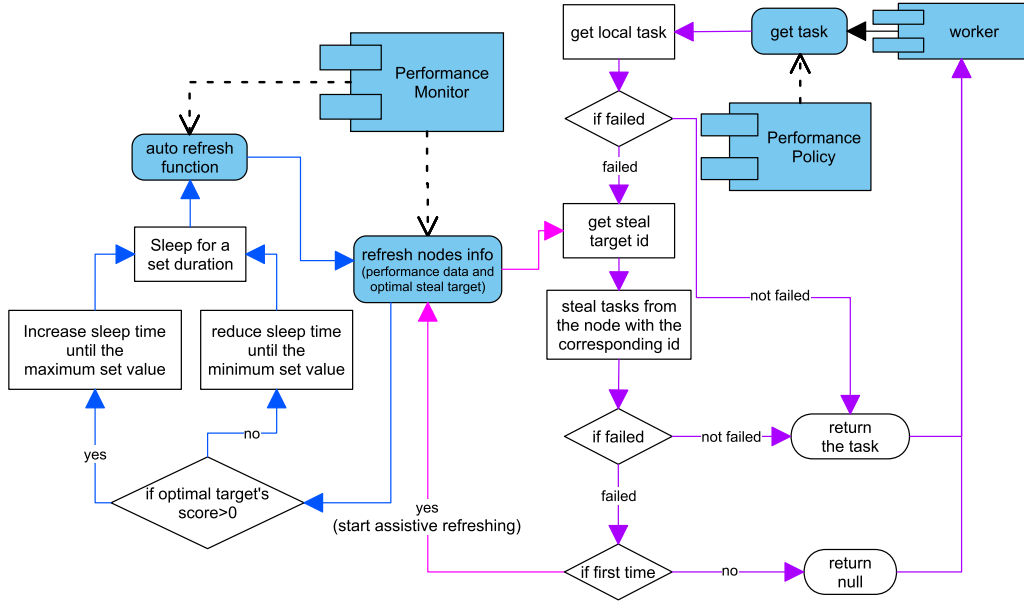 get local task
get task
worker
Performance
Monitor
if failed
Performance
Policy
auto refresh
function
failed
get steal
target id
Sleep for a
set duration
refresh nodes info
(performance data and
optimal steal target)
not failed
steal tasks from
the node with the
corresponding id
Increase sleep time
until the
maximum set value
reduce sleep time
until the
minimum set value
if failed
not failed
return
the task
no
yes
if optimal target's
score>0
failed
yes
(start assistive refreshing)
if first time
no
return
null